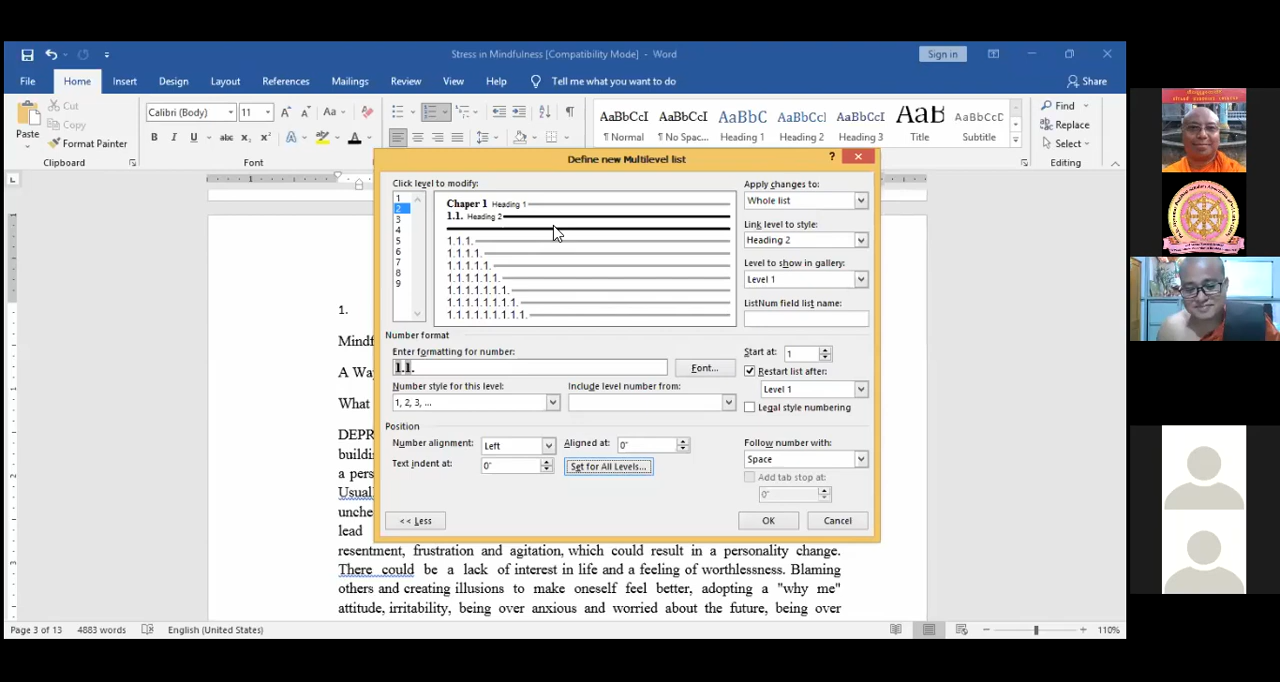 Stress in Mindfulness [Compatibility Mode] - Word
Sign in
File Home Insert Design Layout References Mailings Review View Help Tell me what you want to do Share
Paste
Cut
Copy
Format Painter
Calibri (Body) 11
Aa
B I U abc x₂ x² A A
AaBbCcI AaBbCcI AaBbC AaBbCcI AaBbCcI AaB AaBbCcD
¶ Normal ¶ No Spac... Heading 1 Heading 2 Heading 3 Title Subtitle
Find
Replace
Select
Clipboard Font Editing
Define new Multilevel list
Click level to modify:
1
2
3
4
5
6
7
8
9
Chaper 1 Heading 1
1.1. Heading 2
1.1.1.
1.1.1.1.
1.1.1.1.1.
1.1.1.1.1.1.
1.1.1.1.1.1.1.
1.1.1.1.1.1.1.1.
1.1.1.1.1.1.1.1.1.
Apply changes to:
Whole list
Link level to style:
Heading 2
Level to show in gallery:
Level 1
ListNum field list name:
Number format
Enter formatting for number:
1.1.
Font...
Number style for this level:
1, 2, 3, ...
Include level number from:
Start at: 1
Restart list after:
Level 1
Legal style numbering
Position
Number alignment: Left
Aligned at: 0"
Text indent at: 0"
Set for All Levels...
Follow number with:
Space
Add tab stop at:
0"
<< Less
OK
Cancel
1.
Mindf
A Wa
What
DEPR
buildin
a pers
Usuall
unche
lead
resentment, frustration and agitation, which could result in a personality change.
There could be a lack of interest in life and a feeling of worthlessness. Blaming
others and creating illusions to make oneself feel better, adopting a "why me"
attitude, irritability, being over anxious and worried about the future, being over
Page 3 of 13 4883 words English (United States) 110%